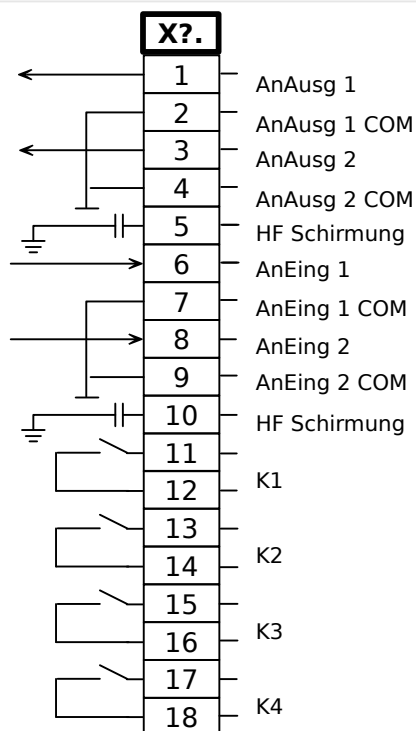 X?.
1 AnAusg 1
2 AnAusg 1 COM
3 AnAusg 2
4 AnAusg 2 COM
5 HF Schirmung
6 AnEing 1
7 AnEing 1 COM
8 AnEing 2
9 AnEing 2 COM
10 HF Schirmung
11
K1
12
13
K2
14
15
K3
16
17
K4
18